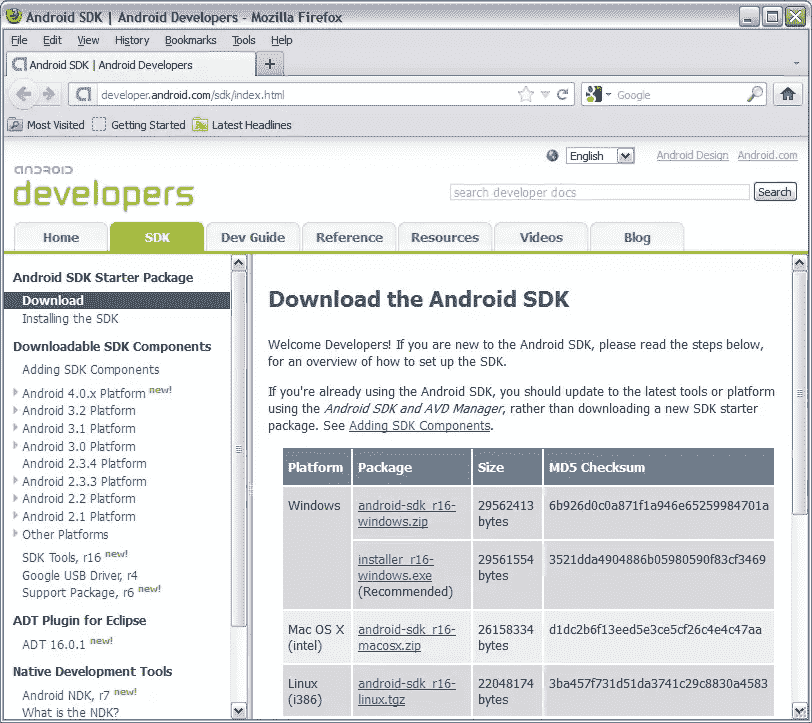 Android SDK | Android Developers - Mozilla Firefox
File Edit View History Bookmarks Tools Help
Android SDK | Android Developers
developer.android.com/sdk/index.html
Google
Most Visited Getting Started Latest Headlines
English
Android Design Android.com
android
developers
search developer docs
Search
Home SDK Dev Guide Reference Resources Videos Blog
Android SDK Starter Package
Download
Installing the SDK
Downloadable SDK Components
Adding SDK Components
Android 4.0.x Platform new!
Android 3.2 Platform
Android 3.1 Platform
Android 3.0 Platform
Android 2.3.4 Platform
Android 2.3.3 Platform
Android 2.2 Platform
Android 2.1 Platform
Other Platforms
SDK Tools, r16 new!
Google USB Driver, r4
Support Package, r6 new!
ADT Plugin for Eclipse
ADT 16.0.1 new!
Native Development Tools
Android NDK, r7 new!
What is the NDK?
Download the Android SDK
Welcome Developers! If you are new to the Android SDK, please read the steps below,
for an overview of how to set up the SDK.
If you're already using the Android SDK, you should update to the latest tools or platform
using the Android SDK and AVD Manager, rather than downloading a new SDK starter
package. See Adding SDK Components.
Platform Package Size MD5 Checksum
Windows android-sdk_r16- 29562413 6b926d0c0a871f1a946e65259984701a
windows.zip bytes
installer_r16- 29561554 3521dda4904886b05980590f83cf3469
windows.exe bytes
(Recommended)
Mac OS X android-sdk_r16- 26158334 d1dc2b6f13eed5e3ce5cf26c4e4c47aa
(intel) macosx.zip bytes
Linux android-sdk_r16- 22048174 3ba457f731d51da3741c29c8830a4583
(i386) linux.tgz bytes